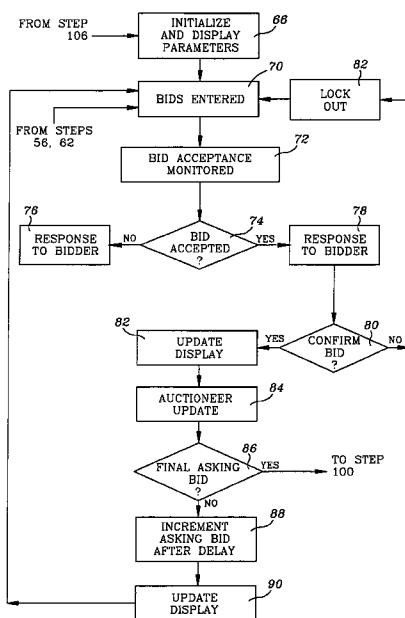 FROM STEP
106
INITIALIZE
AND DISPLAY
PARAMETERS
66
70
82
BIDS ENTERED
LOCK
OUT
FROM STEPS
56, 62
72
BID ACCEPTANCE
MONITORED
76
74
78
RESPONSE
TO BIDDER
NO
BID
ACCEPTED
?
YES
RESPONSE
TO BIDDER
82
UPDATE
DISPLAY
YES
CONFIRM
BID
?
80
NO
84
AUCTIONEER
UPDATE
86
FINAL ASKING
BID
?
YES
TO STEP
100
NO
88
INCREMENT
ASKING BID
AFTER DELAY
90
UPDATE
DISPLAY